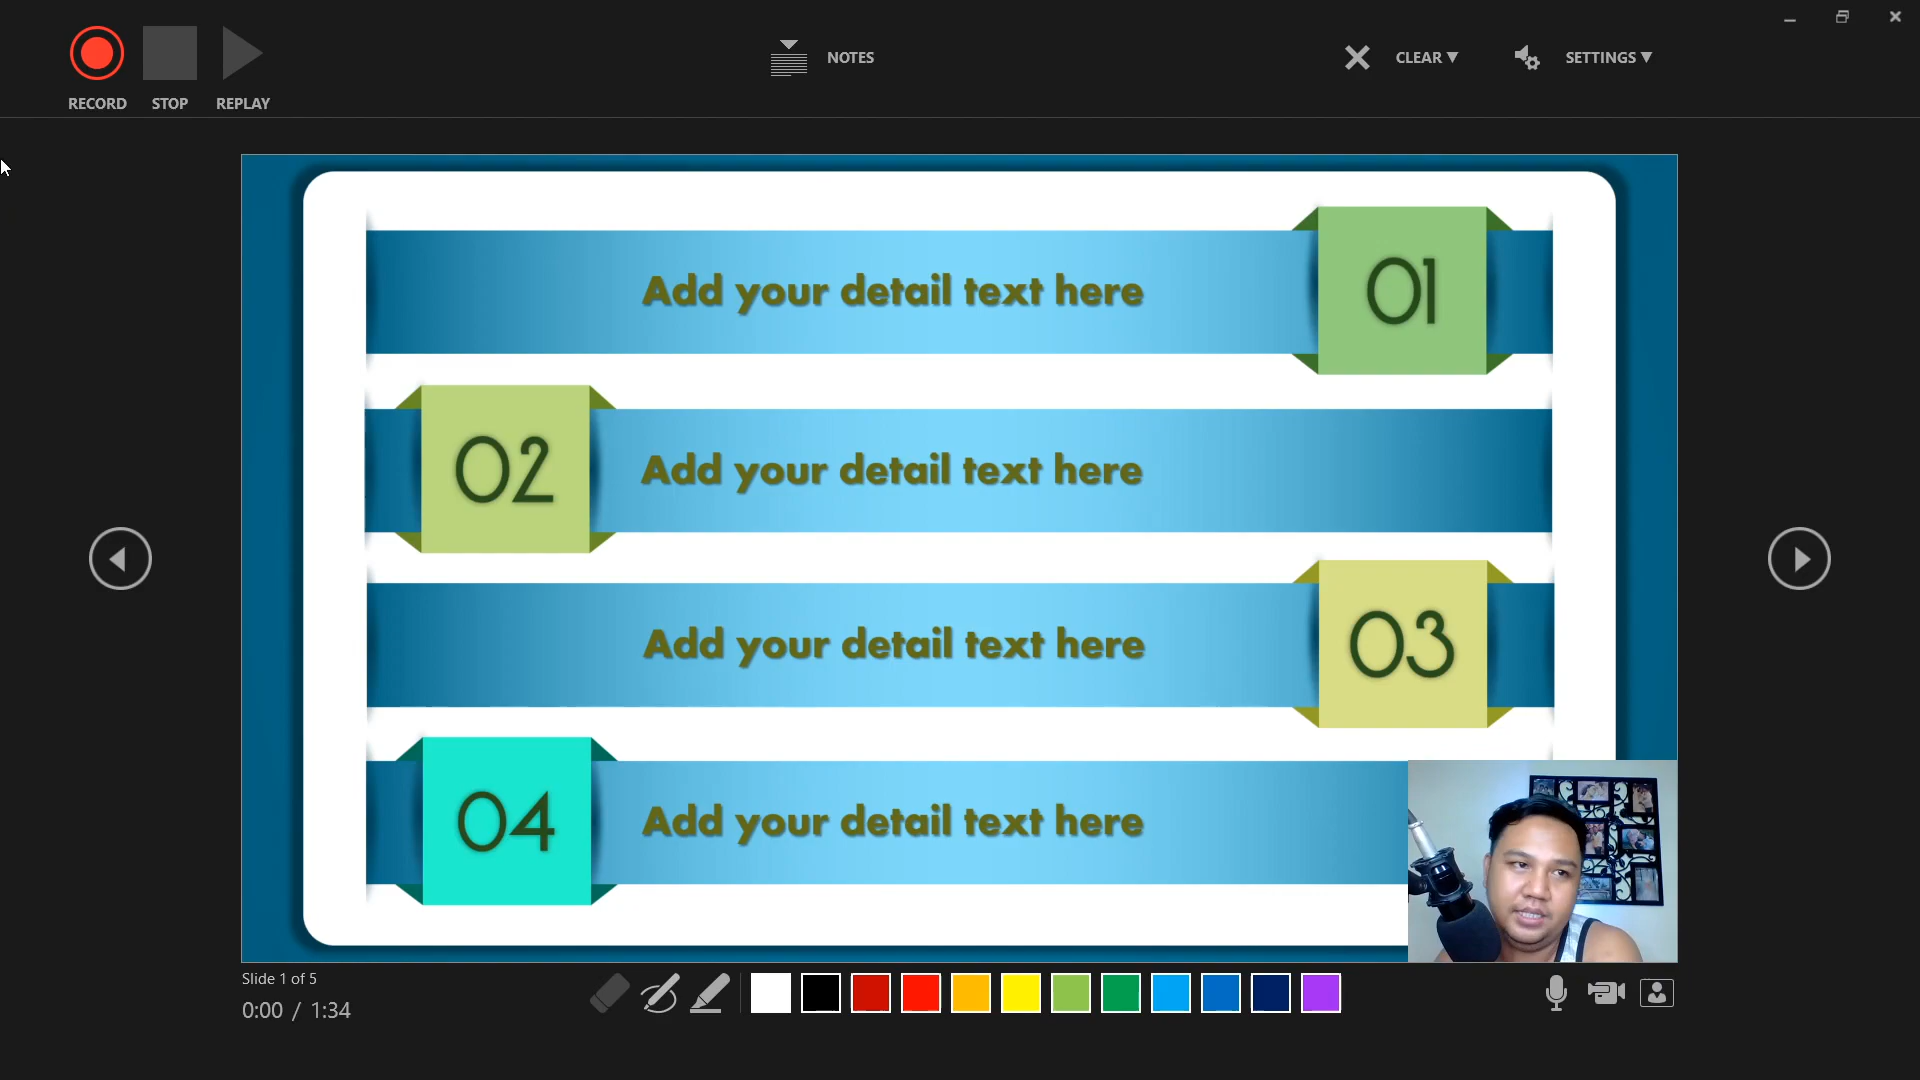 RECORD
STOP
REPLAY
NOTES
CLEAR
SETTINGS
Add your detail text here
01
02
Add your detail text here
Add your detail text here
03
04
Add your detail text here
Slide 1 of 5
0:00 / 1:34